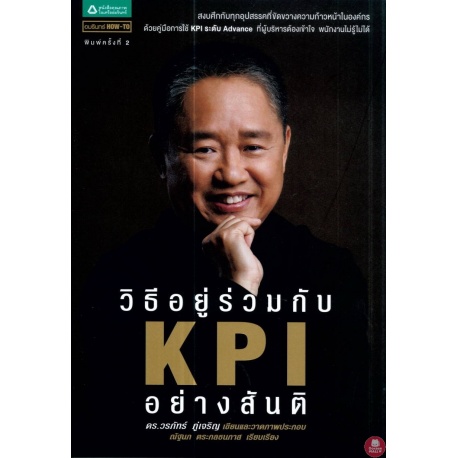 สงบศึกกับทุกอุปสรรคที่ขัดขวางความก้าวหน้าในองค์กร
ด้วยคู่มือการใช้ KPI ระดับ Advance ที่ผู้บริหารต้องเข้าใจ พนักงานไม่รู้ไม่ได้
อมรินทร์ HOW-TO
พิมพ์ครั้งที่ 2
วิธีอยู่ร่วมกับ
KPI
อย่างสันติ
ดร.วรภัทร์ ภู่เจริญ เขียนและวาดภาพประกอบ
ณัฐนภ ตระกลธนภาส เรียบเรียง